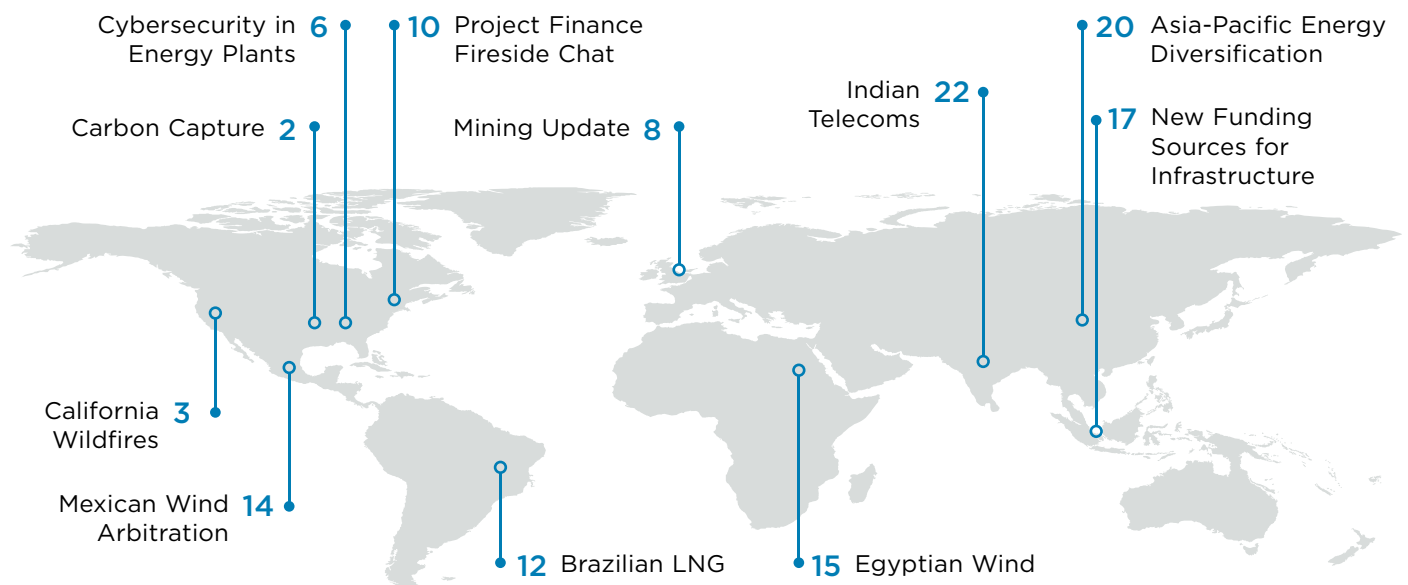 Cybersecurity in 6
Energy Plants
10 Project Finance
Fireside Chat
20 Asia-Pacific Energy
Diversification
Indian 22
Telecoms
Carbon Capture 2
Mining Update 8
17 New Funding
Sources for
Infrastructure
California 3
Wildfires
Mexican Wind 14
Arbitration
12 Brazilian LNG
15 Egyptian Wind